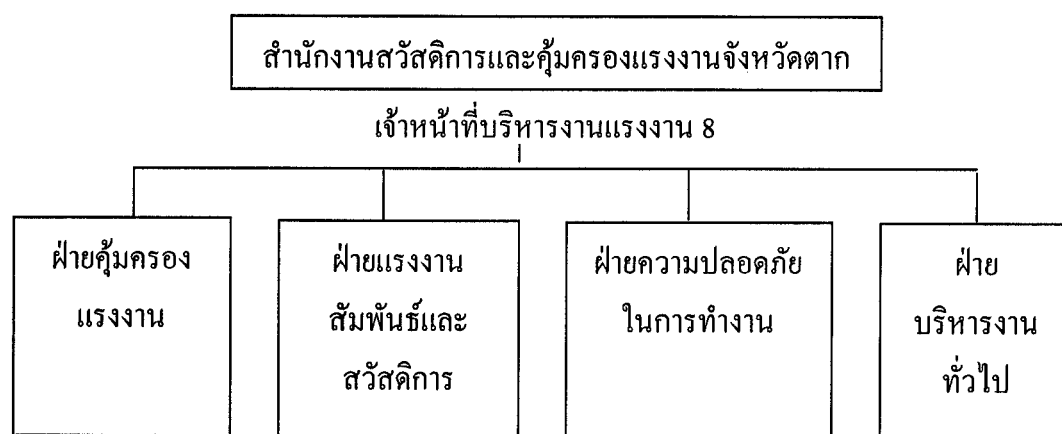 สำนักงานสวัสดิการและคุ้มครองแรงงานจังหวัดตาก
เจ้าหน้าที่บริหารงานแรงงาน 8
ฝ่ายคุ้มครอง
แรงงาน
ฝ่ายแรงงาน
สัมพันธ์และ
สวัสดิการ
ฝ่ายความปลอดภัย
ในการทำงาน
ฝ่าย
บริหารงาน
ทั่วไป